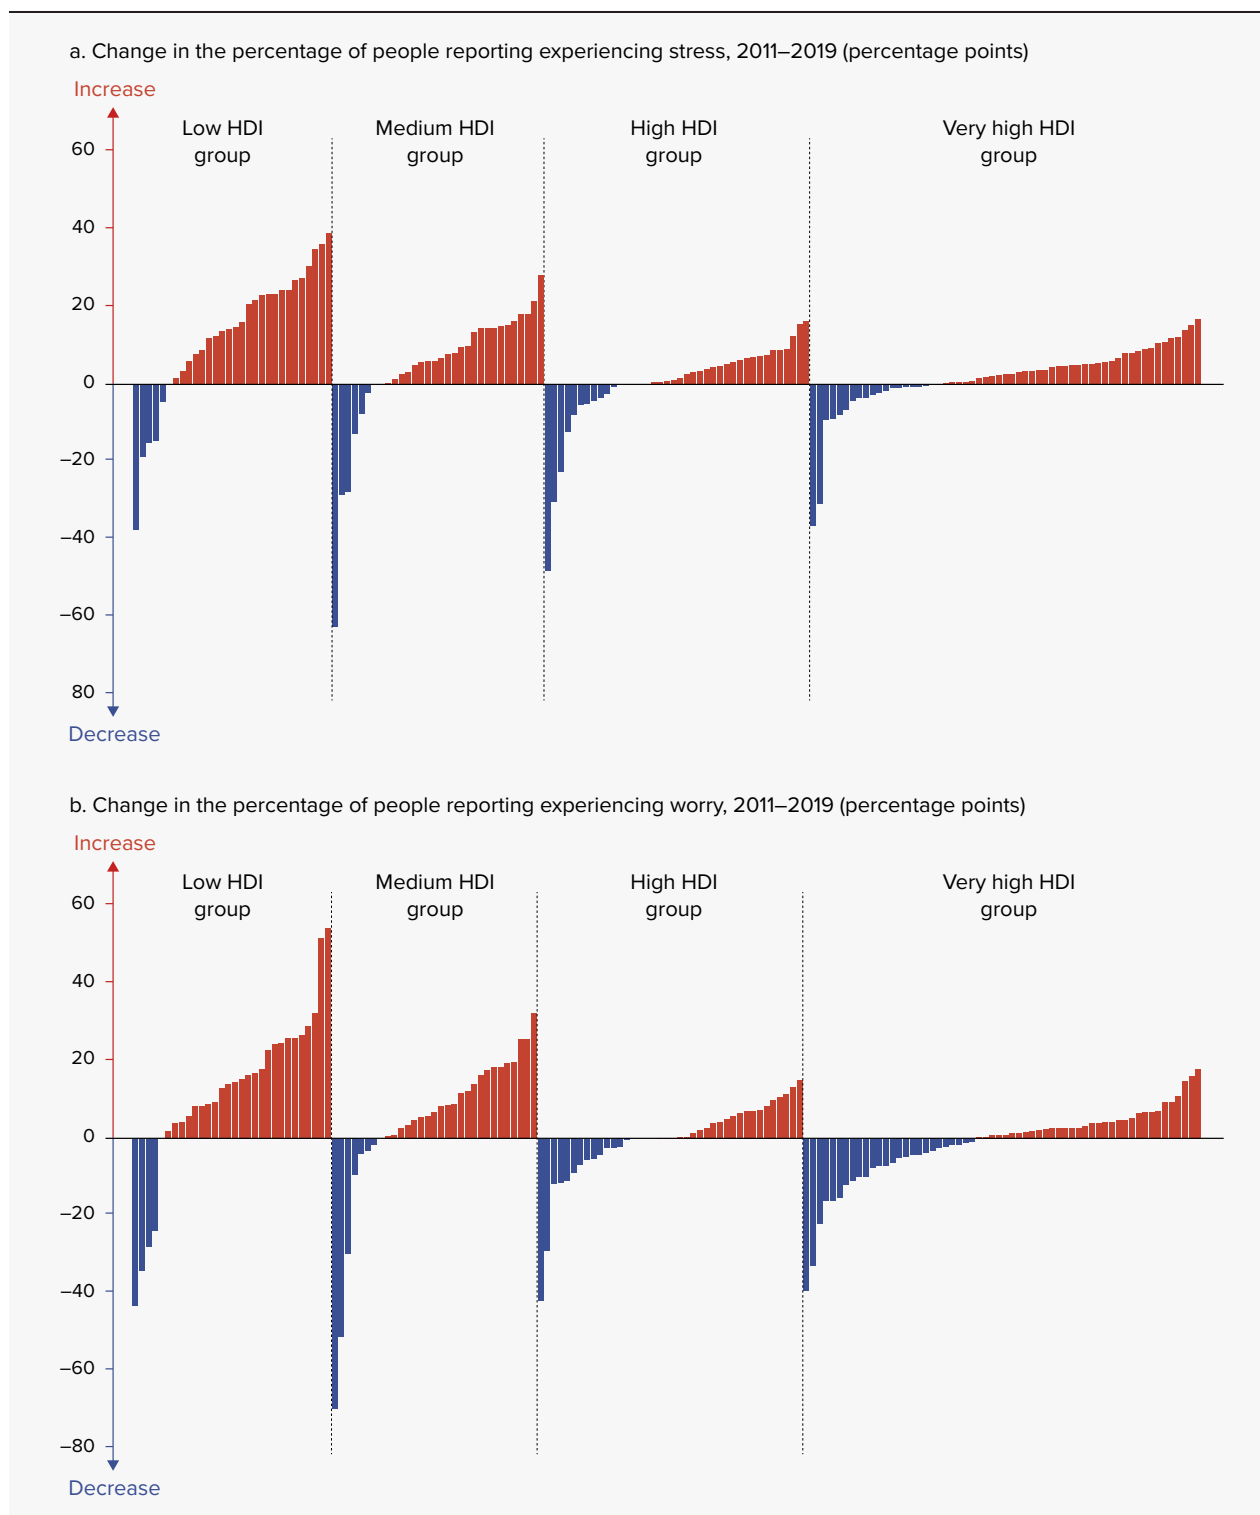 a. Change in the percentage of people reporting experiencing stress, 2011–2019 (percentage points)
Increase
Low HDI
group
Medium HDI
group
High HDI
group
Very high HDI
group
60
40
20
0
–20
–40
–60
80
Decrease
b. Change in the percentage of people reporting experiencing worry, 2011–2019 (percentage points)
Increase
Low HDI
group
Medium HDI
group
High HDI
group
Very high HDI
group
60
40
20
0
–20
–40
–60
–80
Decrease